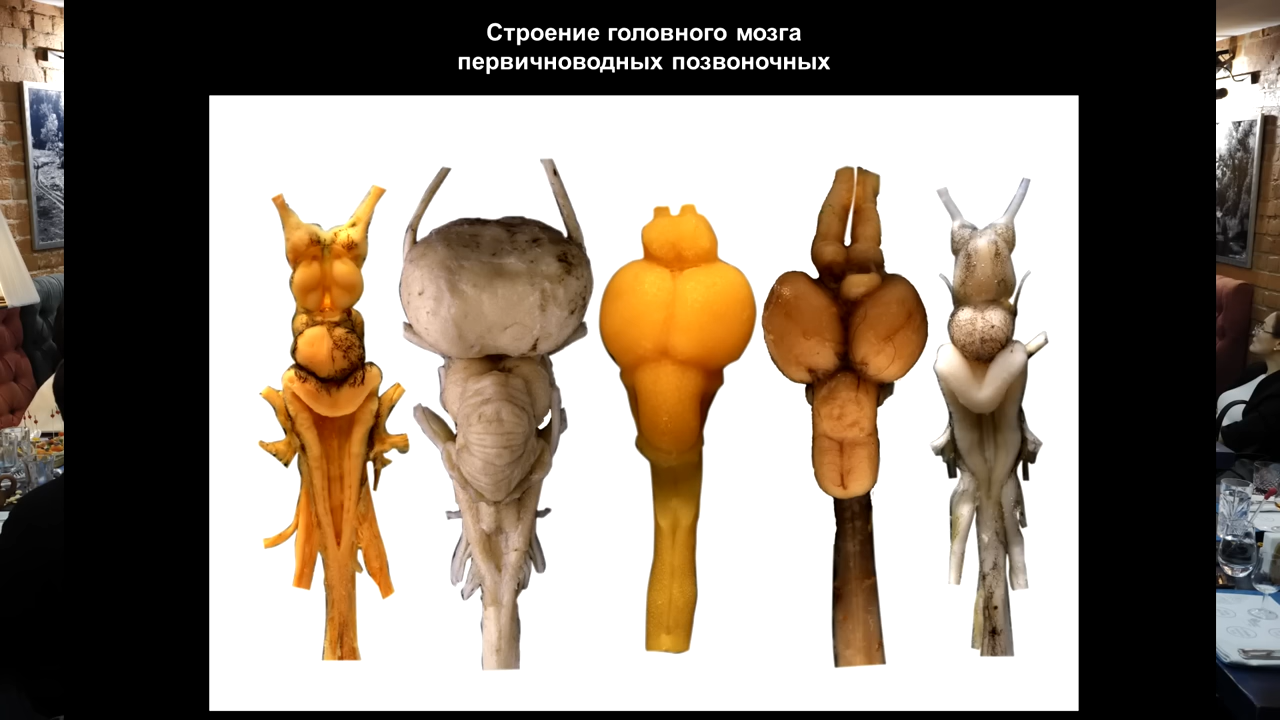 Строение головного мозга
первичноводных позвоночных